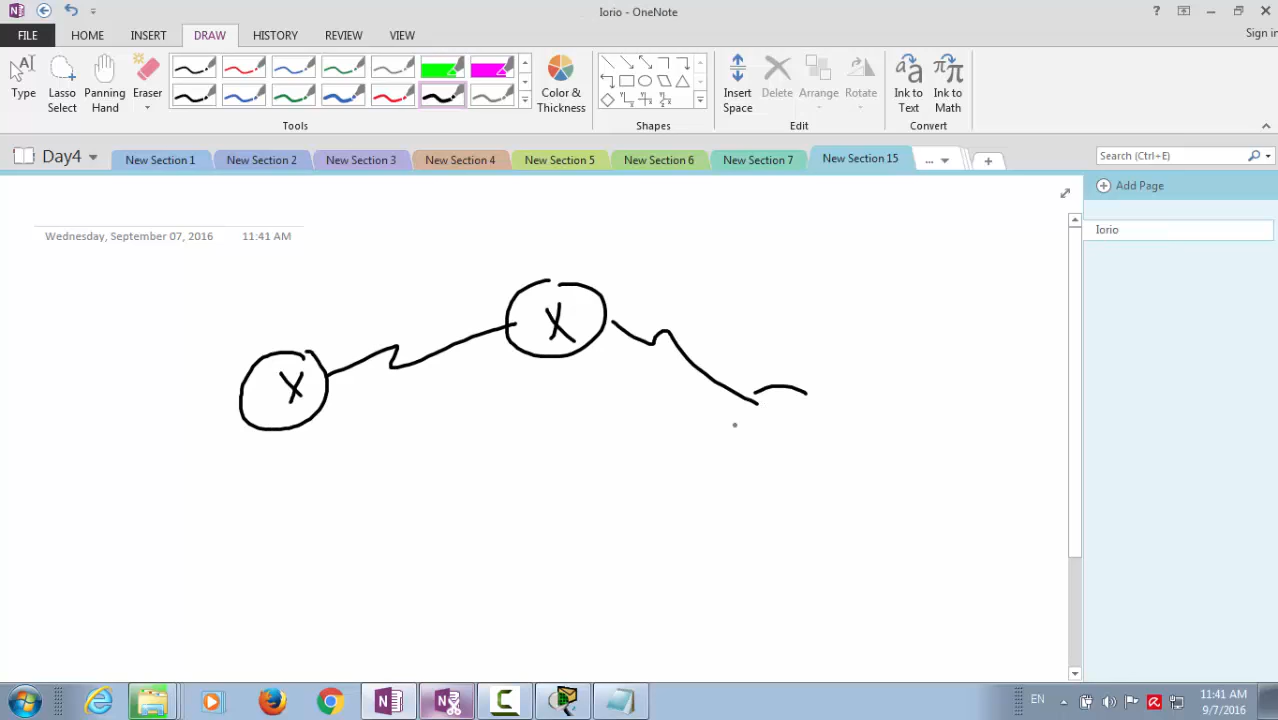 Iorio - OneNote
?
Sign in
FILE HOME INSERT DRAW HISTORY REVIEW VIEW
Type
Lasso Select
Panning Hand
Eraser
Color & Thickness
Insert Space
Delete
Arrange
Rotate
Ink to Text
Ink to Math
Tools
Shapes
Edit
Convert
Day4
New Section 1
New Section 2
New Section 3
New Section 4
New Section 5
New Section 6
New Section 7
New Section 15
...
Search (Ctrl+E)
Add Page
Iorio
Wednesday, September 07, 2016 11:41 AM
X
X
EN
11:41 AM
9/7/2016